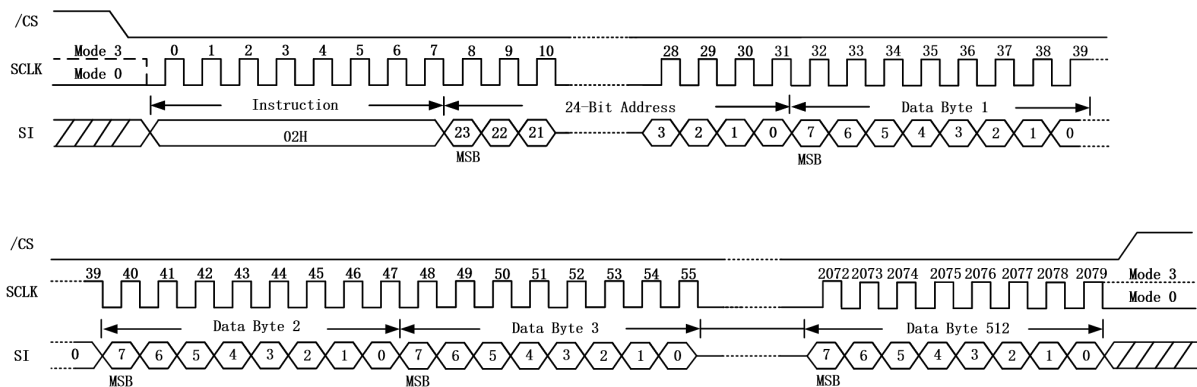 /CS
Mode 3 0 1 2 3 4 5 6 7 8 9 10 28 29 30 31 32 33 34 35 36 37 38 39
SCLK
Mode 0
Instruction 24-Bit Address Data Byte 1
SI 02H 23 22 21 3 2 1 0 7 6 5 4 3 2 1 0
MSB MSB
/CS
39 40 41 42 43 44 45 46 47 48 49 50 51 52 53 54 55 2072 2073 2074 2075 2076 2077 2078 2079 Mode 3
SCLK Mode 0
Data Byte 2 Data Byte 3 Data Byte 512
SI 0 7 6 5 4 3 2 1 0 7 6 5 4 3 2 1 0 7 6 5 4 3 2 1 0
MSB MSB MSB